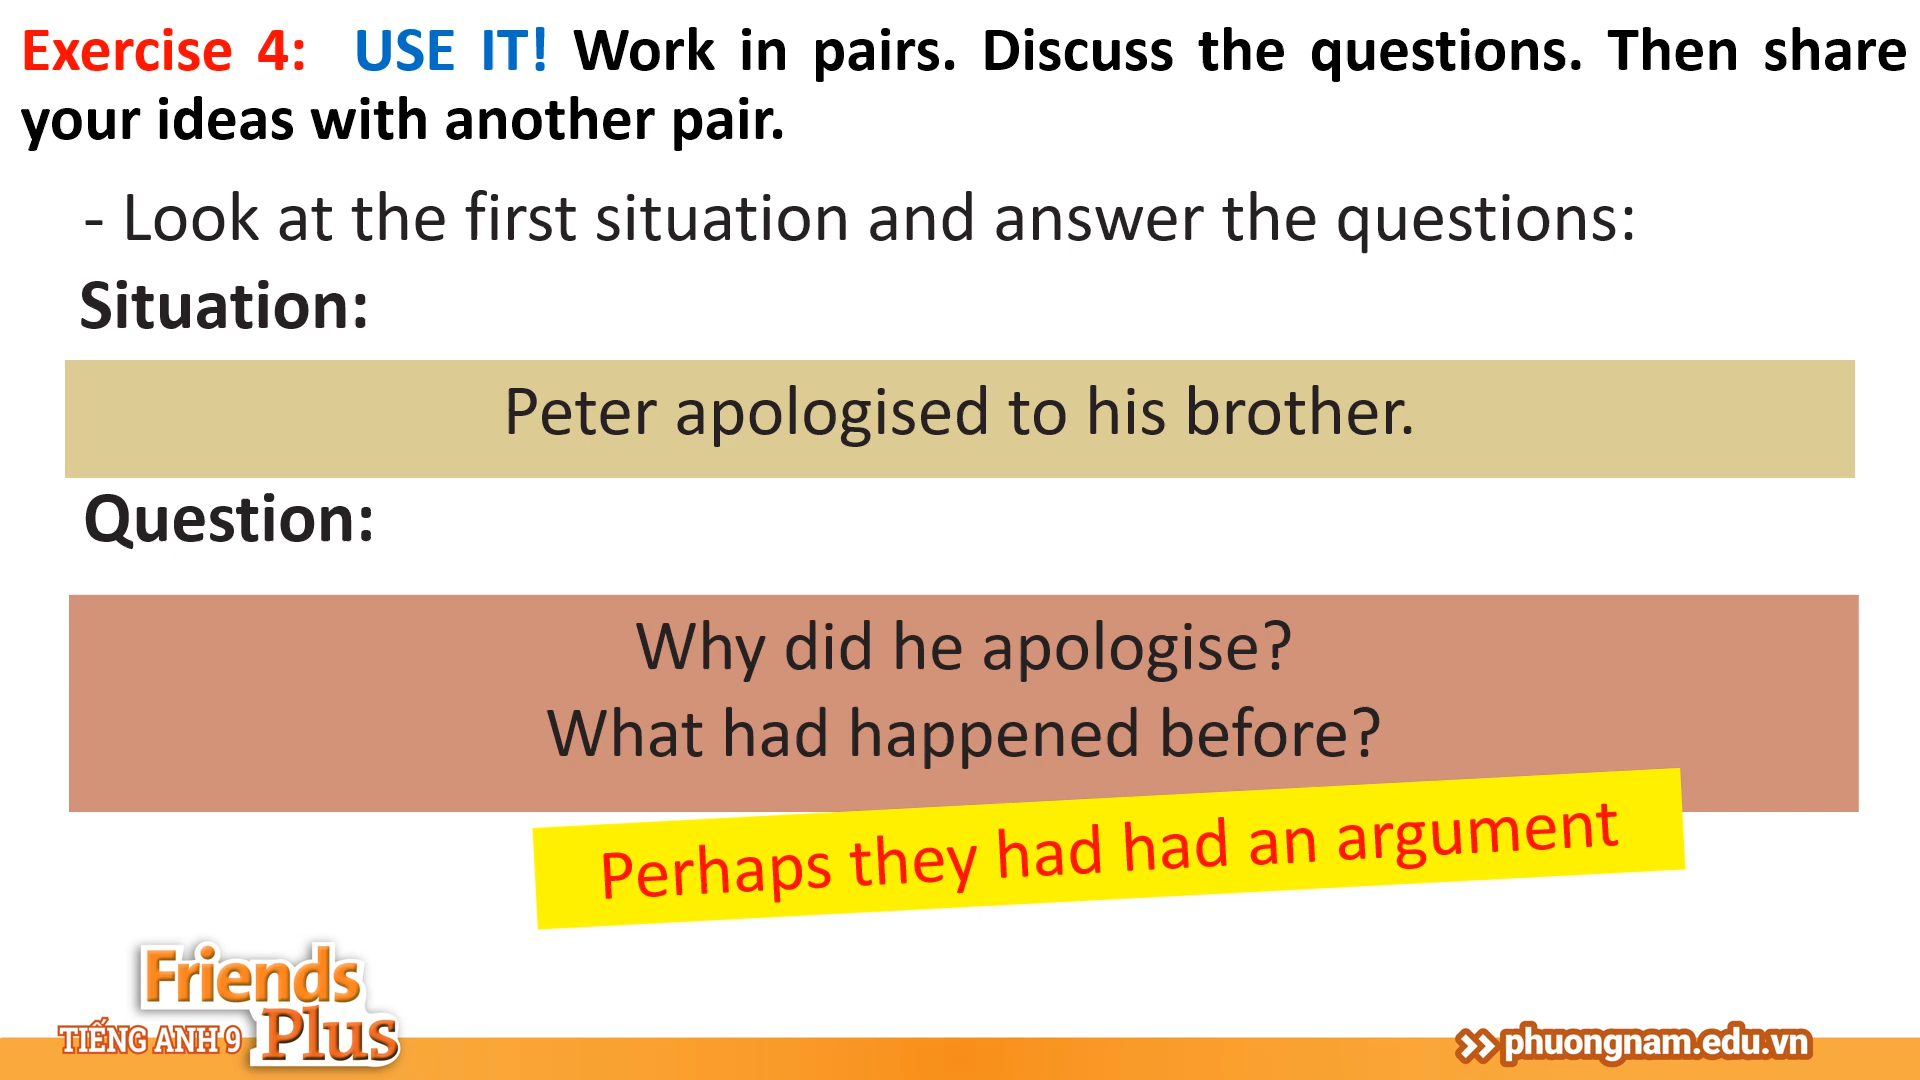 Exercise 4: USE IT! Work in pairs. Discuss the questions. Then share
your ideas with another pair.
- Look at the first situation and answer the questions:
Situation:
Peter apologised to his brother.
Question:
Why did he apologise?
What had happened before?
Perhaps they had had an argument
Friends
Plus
TIẾNG ANH 9
>> phuongnam.edu.vn